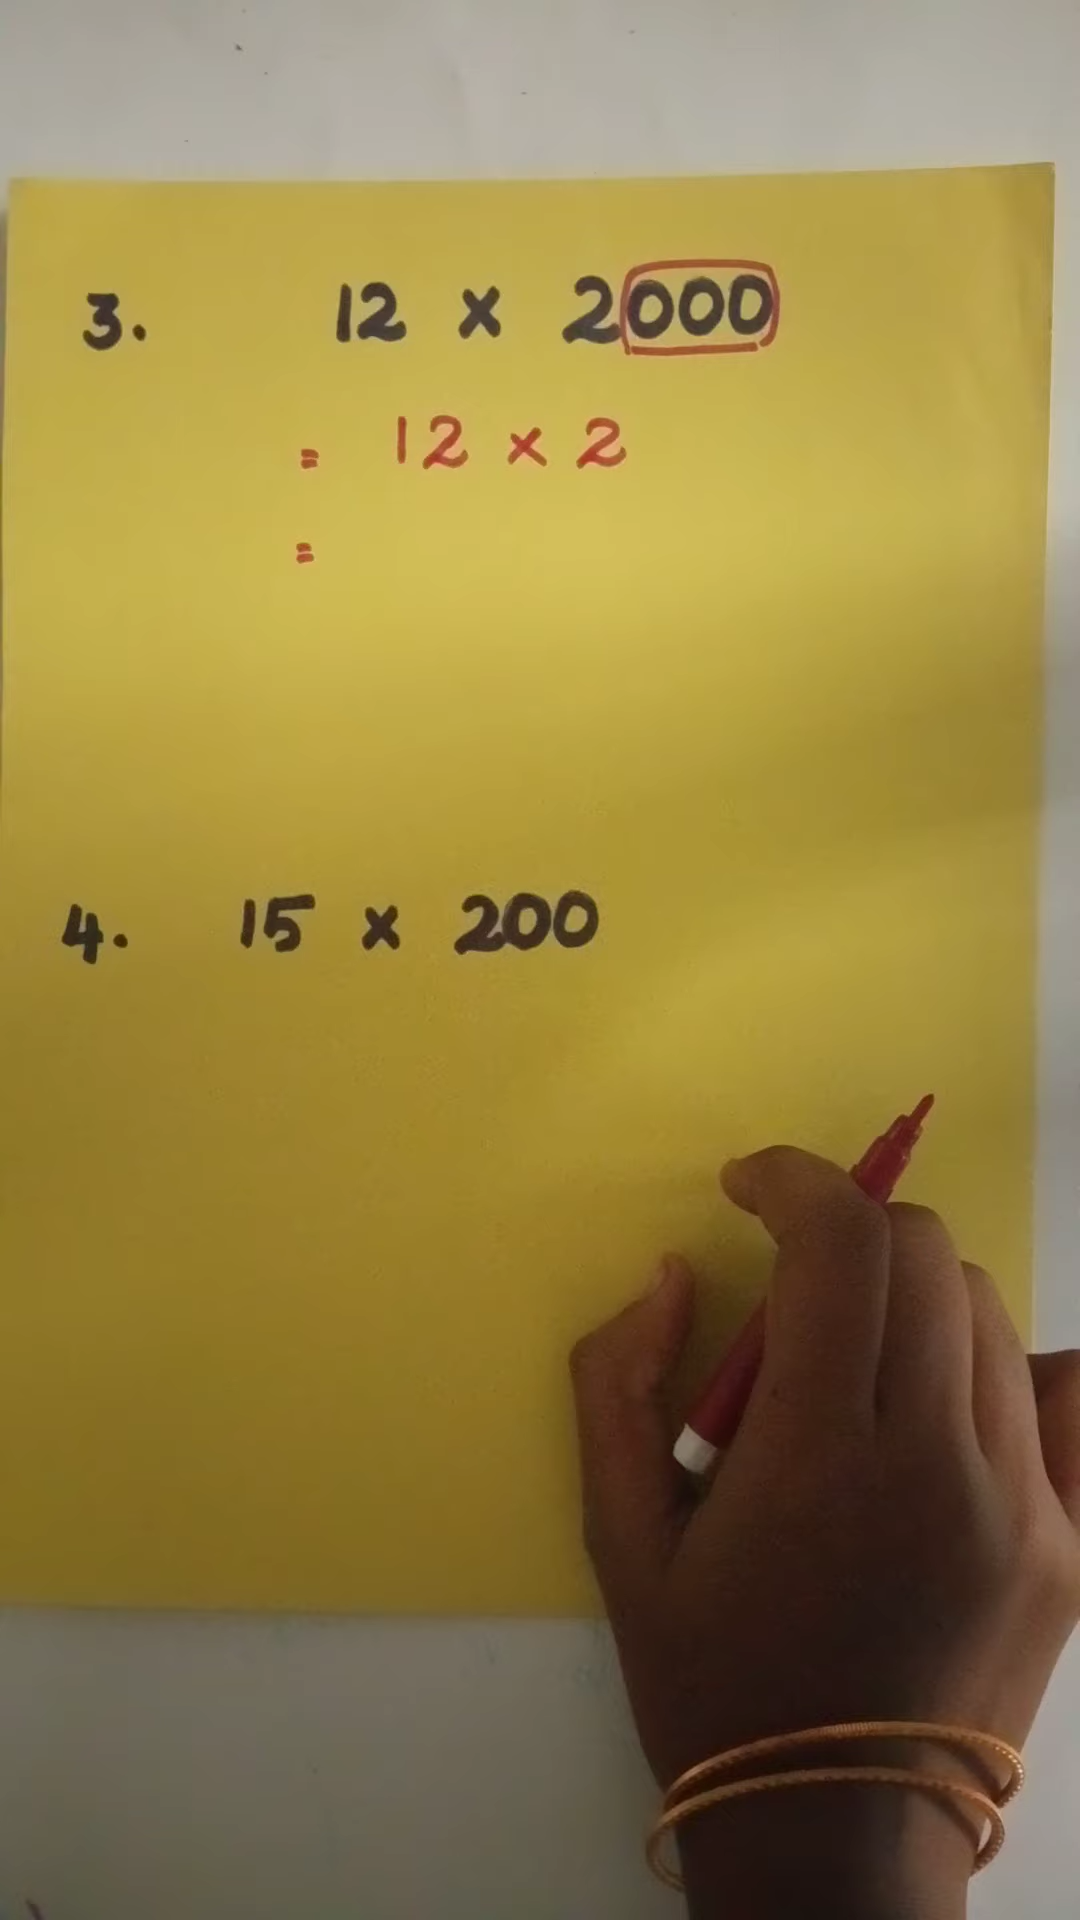 3. 12 x 2000
= 12 x 2
=
4. 15 x 200